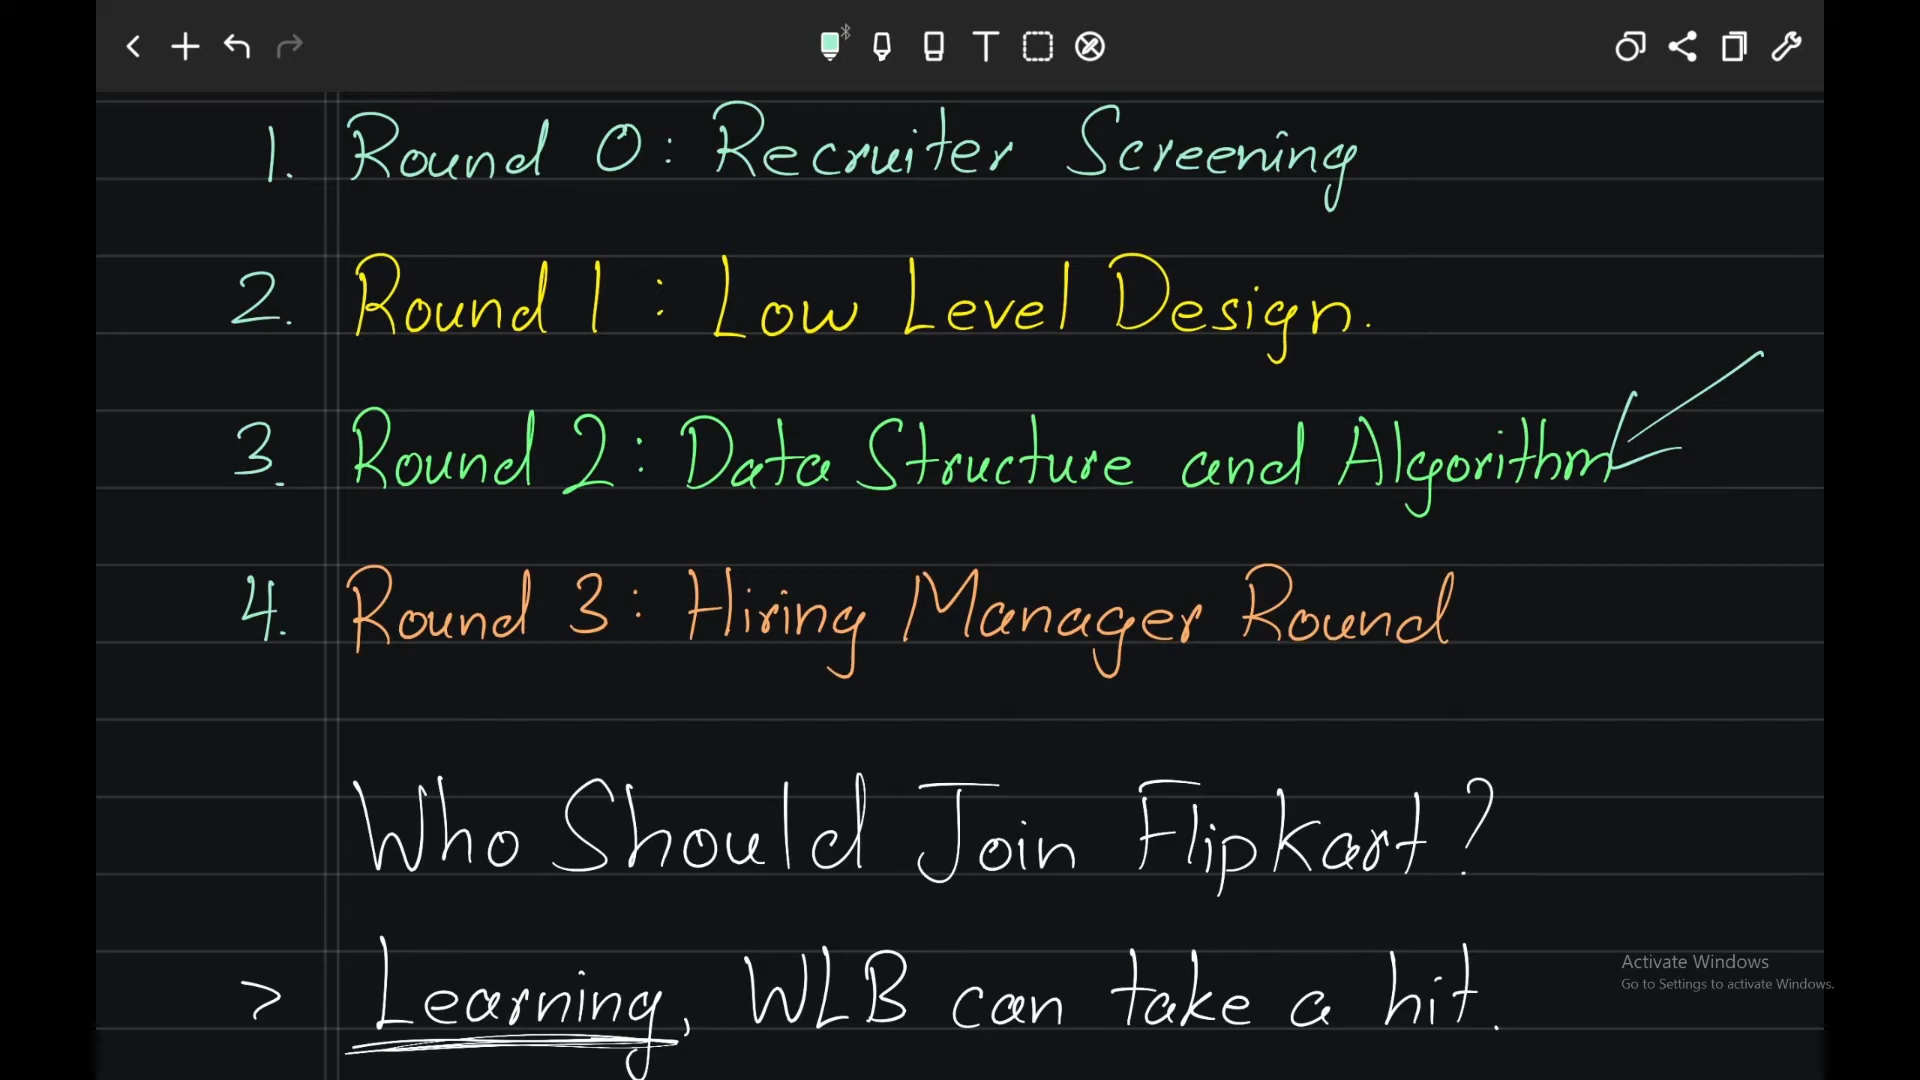 1. Round 0: Recruiter Screening
2. Round 1: Low Level Design.
3. Round 2: Data Structure and Algorithm
4. Round 3: Hiring Manager Round
Who Should Join Flipkart?
> Learning, WLB can take a hit.
Activate Windows
Go to Settings to activate Windows.